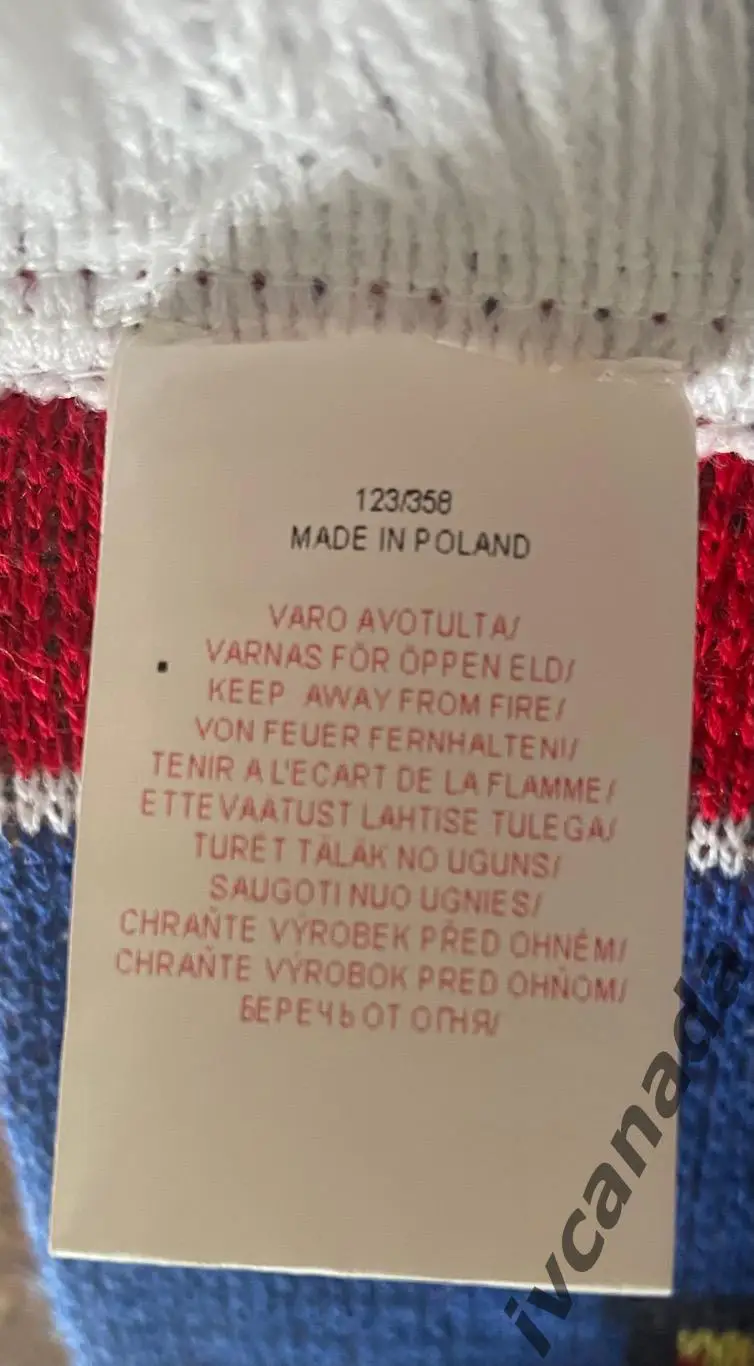 123/358
MADE IN POLAND
VARO AVOTULTA/
VARNAS FÖR ÖPPEN ELD/
KEEP AWAY FROM FIRE/
VON FEUER FERNHALTEN!/
TENIR A L'ECART DE LA FLAMME/
ETTEVAATUST LAHTISE TULEGA/
TURĒT TĀLĀK NO UGUNS/
SAUGOTI NUO UGNIES/
CHRAŇTE VÝROBEK PŘED OHNĚM/
CHRAŇTE VÝROBOK PRED OHŇOM/
БЕРЕЧЬ ОТ ОГНЯ/
ivcanada